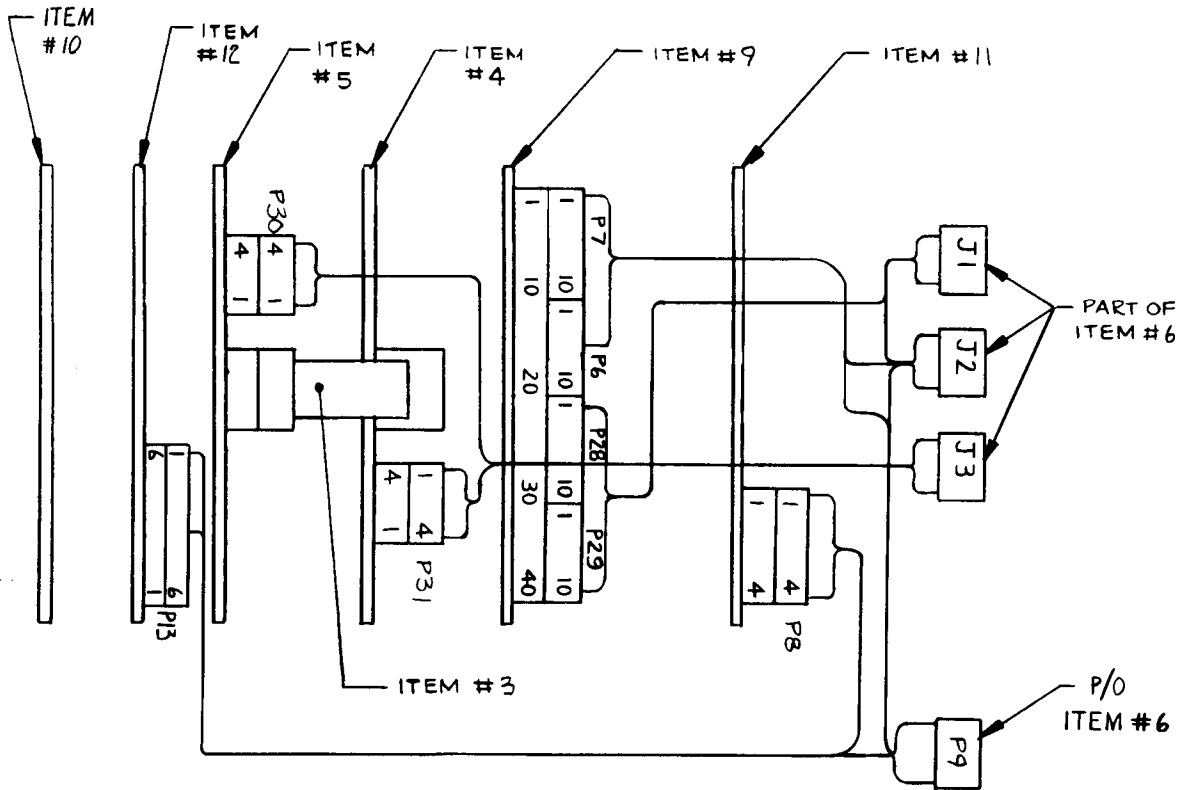 ITEM
#10
ITEM
#12
ITEM
#5
ITEM
#4
ITEM #9
ITEM #11
P30
4 4
1 1
1 1
10 10
1
20 10
1
30 10
1
40 10
P7
P6
P28
P29
J1
J2
J3
PART OF
ITEM #6
6 1
1 6
P13
4 1
1 4
P31
1 1
4 4
P8
ITEM #3
P/O
ITEM #6
P9